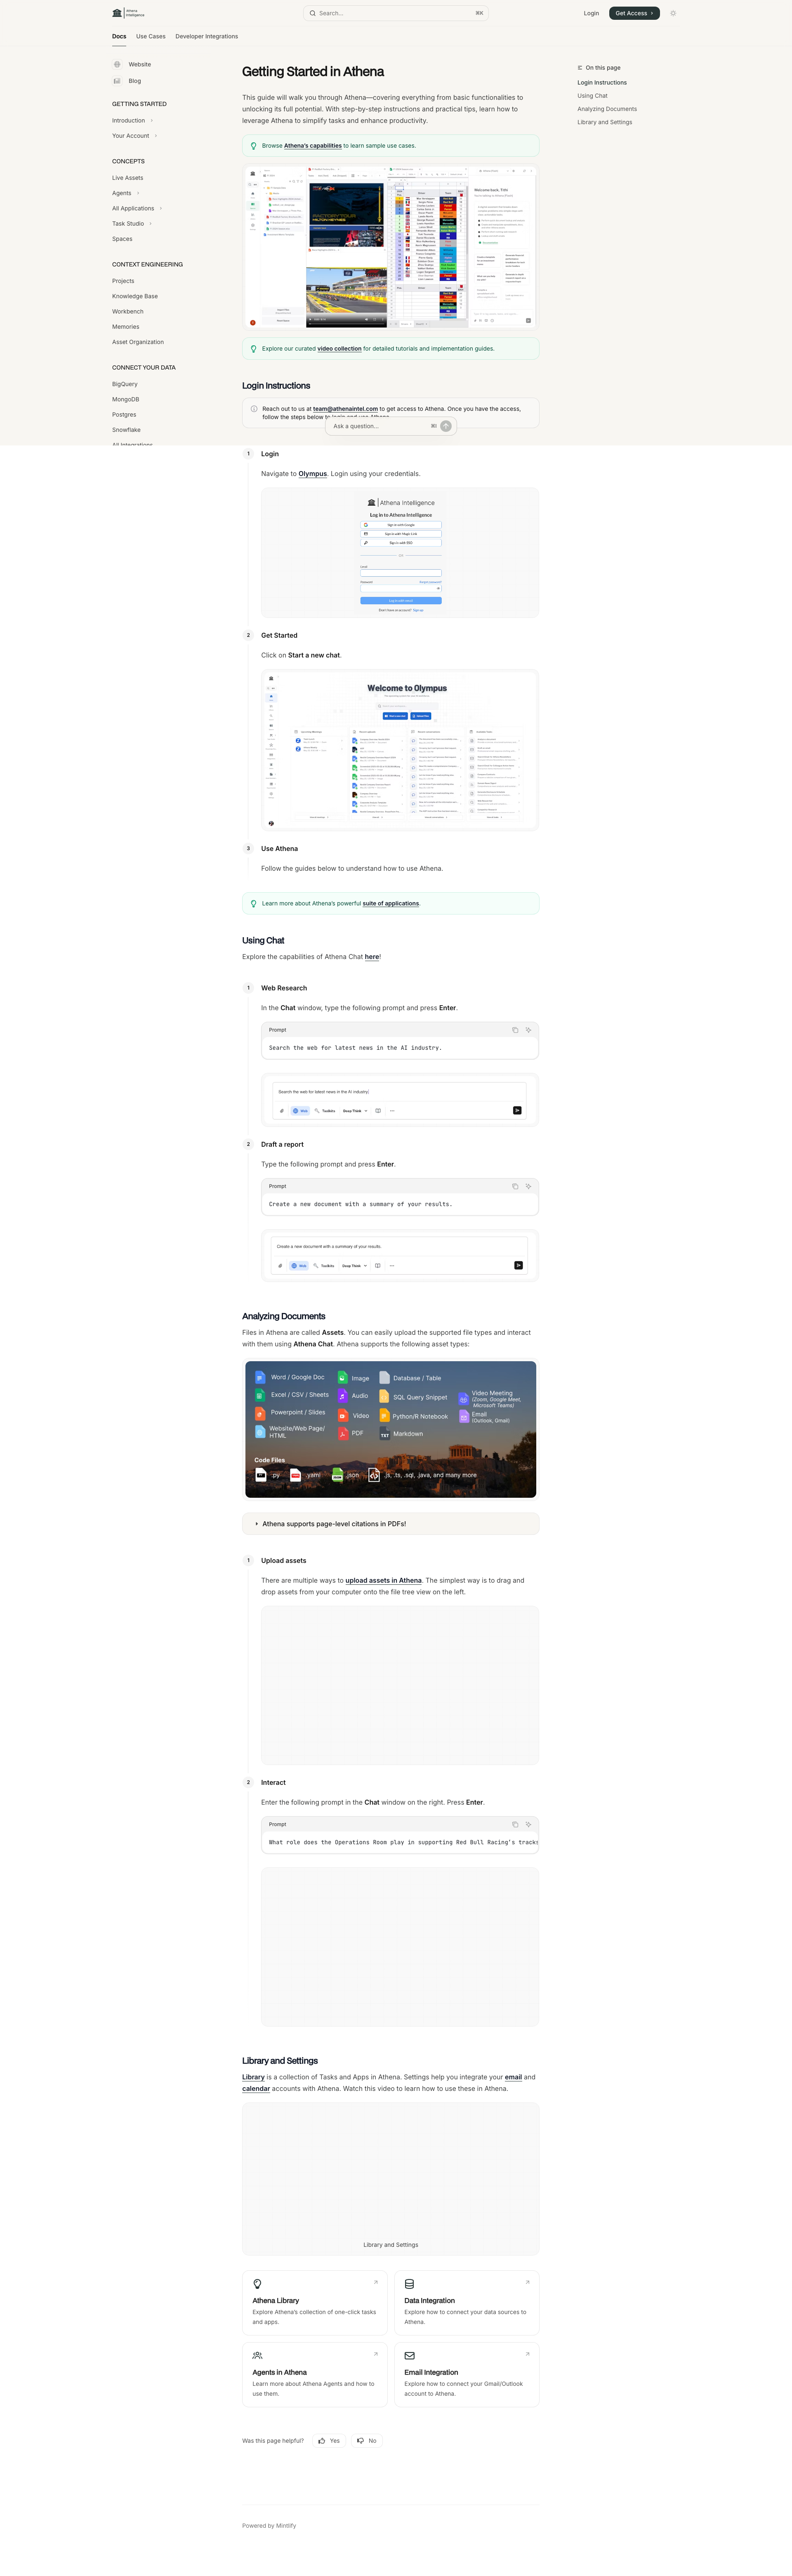 Athena
Intelligence
Search...
⌘K
Login
Get Access
Docs
Use Cases
Developer Integrations
Website
Blog
GETTING STARTED
Introduction
Your Account
CONCEPTS
Live Assets
Agents
All Applications
Task Studio
Spaces
CONTEXT ENGINEERING
Projects
Knowledge Base
Workbench
Memories
Asset Organization
CONNECT YOUR DATA
BigQuery
MongoDB
Postgres
Snowflake
All Integrations
On this page
Login Instructions
Using Chat
Analyzing Documents
Library and Settings
Getting Started in Athena
This guide will walk you through Athena—covering everything from basic functionalities to
unlocking its full potential. With step-by-step instructions and practical tips, learn how to
leverage Athena to simplify tasks and enhance productivity.
Browse Athena's capabilities to learn sample use cases.
FACTORY TOUR
MILTON KEYNES
Welcome back,
Explore our curated video collection for detailed tutorials and implementation guides.
Login Instructions
Reach out to us at team@athenaintel.com to get access to Athena. Once you have the access,
follow the steps below to login and use Athena.
Ask a question...
1
Login
Navigate to Olympus. Login using your credentials.
Athena Intelligence
Log in to Athena Intelligence
Sign in with Google
Sign in with Magic Link
Sign in with SSO
OR
Email
Password
Don't have an account? Sign up
2
Get Started
Click on Start a new chat.
Welcome to Olympus
3
Use Athena
Follow the guides below to understand how to use Athena.
Learn more about Athena's powerful suite of applications.
Using Chat
Explore the capabilities of Athena Chat here!
1
Web Research
In the Chat window, type the following prompt and press Enter.
Prompt
Search the web for latest news in the AI industry.
Search the web for latest news in the AI industry
Web
Toolkits
Deep Think
2
Draft a report
Type the following prompt and press Enter.
Prompt
Create a new document with a summary of your results.
Create a new document with a summary of your results.
Web
Toolkits
Deep Think
Analyzing Documents
Files in Athena are called Assets. You can easily upload the supported file types and interact
with them using Athena Chat. Athena supports the following asset types:
Word / Google Doc
Image
Database / Table
Excel / CSV / Sheets
Audio
SQL Query Snippet
Video Meeting
(Zoom, Google Meet,
Microsoft Teams)
Powerpoint / Slides
Video
Python/R Notebook
Email
(Outlook, Gmail)
Website/Web Page/
HTML
PDF
TXT
Markdown
Code Files
.py
.yaml
.json
.js, .ts, .sql, .java, and many more
Athena supports page-level citations in PDFs!
1
Upload assets
There are multiple ways to upload assets in Athena. The simplest way is to drag and
drop assets from your computer onto the file tree view on the left.
2
Interact
Enter the following prompt in the Chat window on the right. Press Enter.
Prompt
What role does the Operations Room play in supporting Red Bull Racing's tracks
Library and Settings
Library is a collection of Tasks and Apps in Athena. Settings help you integrate your email and
calendar accounts with Athena. Watch this video to learn how to use these in Athena.
Library and Settings
Athena Library
Explore Athena's collection of one-click tasks
and apps.
Data Integration
Explore how to connect your data sources to
Athena.
Agents in Athena
Learn more about Athena Agents and how to
use them.
Email Integration
Explore how to connect your Gmail/Outlook
account to Athena.
Was this page helpful?
Yes
No
Powered by Mintlify